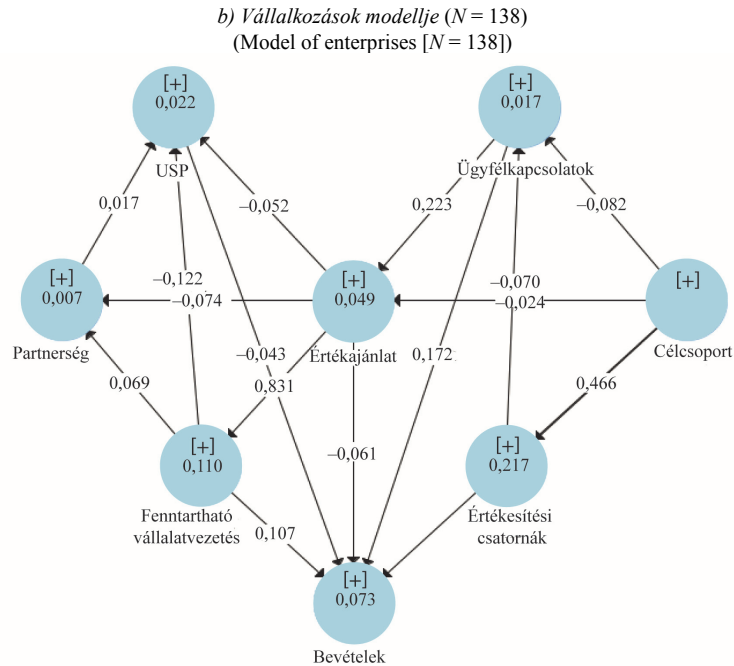 b) Vállalkozások modellje (N = 138)
(Model of enterprises [N = 138])
[+]
0,022
USP
[+]
0,017
Ügyfélkapcsolatok
0,017
–0,052
0,223
–0,082
[+]
0,007
Partnerség
–0,122
–0,074
[+]
0,049
Értékajánlat
–0,070
–0,024
[+]
Célcsoport
0,069
–0,043
0,831
0,172
0,466
[+]
0,110
Fenntartható
vállalatvezetés
–0,061
[+]
0,217
Értékesítési
csatornák
0,107
[+]
0,073
Bevételek